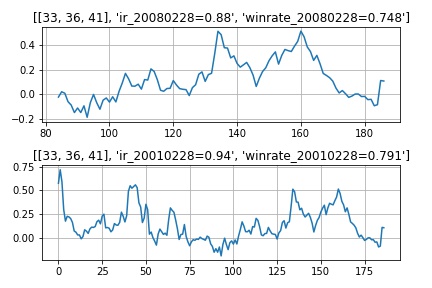 [[33, 36, 41], 'ir_20080228=0.88', 'winrate_20080228=0.748']
0.4
0.2
0.0
−0.2
80 100 120 140 160 180
[[33, 36, 41], 'ir_20010228=0.94', 'winrate_20010228=0.791']
0.75
0.50
0.25
0.00
0 25 50 75 100 125 150 175